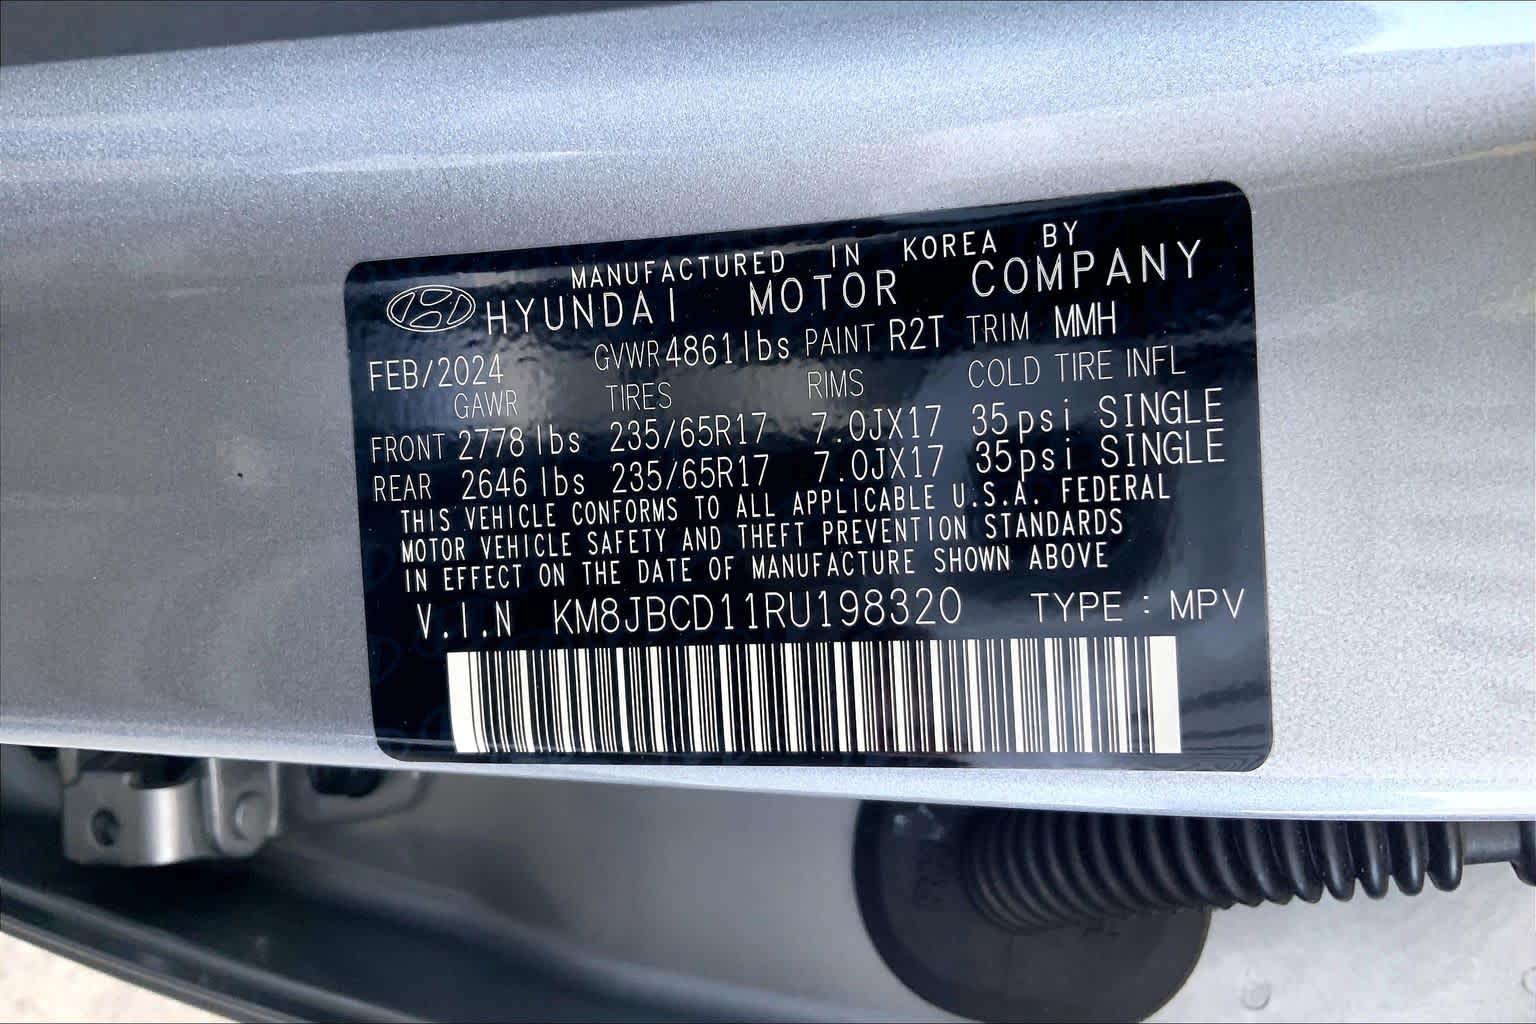 MANUFACTURED IN KOREA BY
HYUNDAI MOTOR COMPANY
FEB/2024 GVWR 4861lbs PAINT R2T TRIM MMH
GAWR TIRES RIMS COLD TIRE INFL
FRONT 2778 lbs 235/65R17 7.0JX17 35psi SINGLE
REAR 2646 lbs 235/65R17 7.0JX17 35psi SINGLE
THIS VEHICLE CONFORMS TO ALL APPLICABLE U.S.A. FEDERAL
MOTOR VEHICLE SAFETY AND THEFT PREVENTION STANDARDS
IN EFFECT ON THE DATE OF MANUFACTURE SHOWN ABOVE
V.I.N KM8JBCD11RU198320 TYPE : MPV